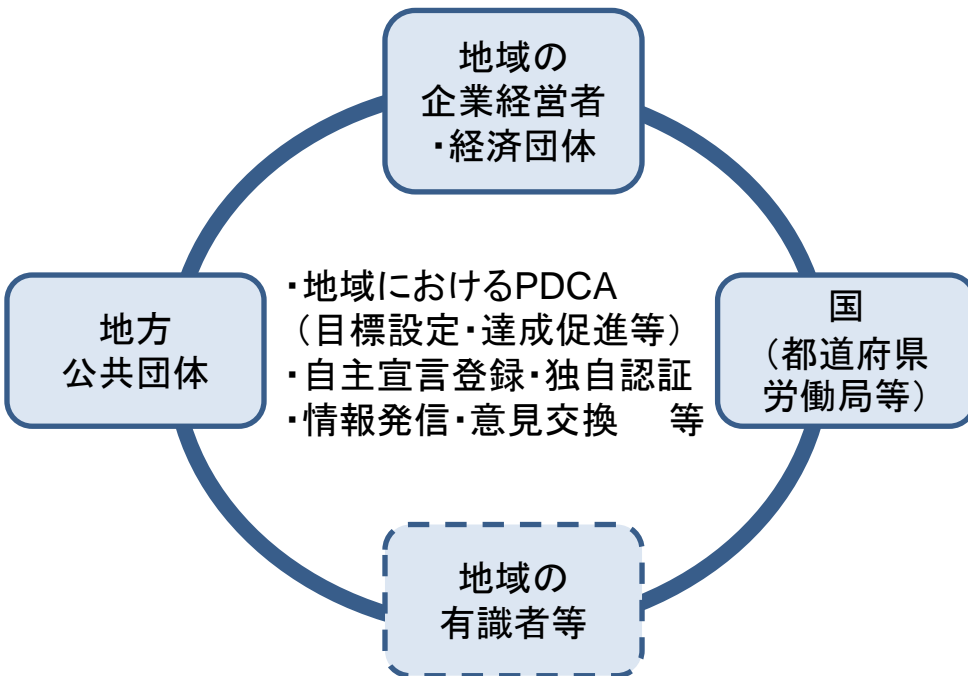 地域の
企業経営者
・経済団体
地方
公共団体
・地域におけるPDCA
（目標設定・達成促進等）
・自主宣言登録・独自認証
・情報発信・意見交換　等
国
（都道府県
労働局等）
地域の
有識者等